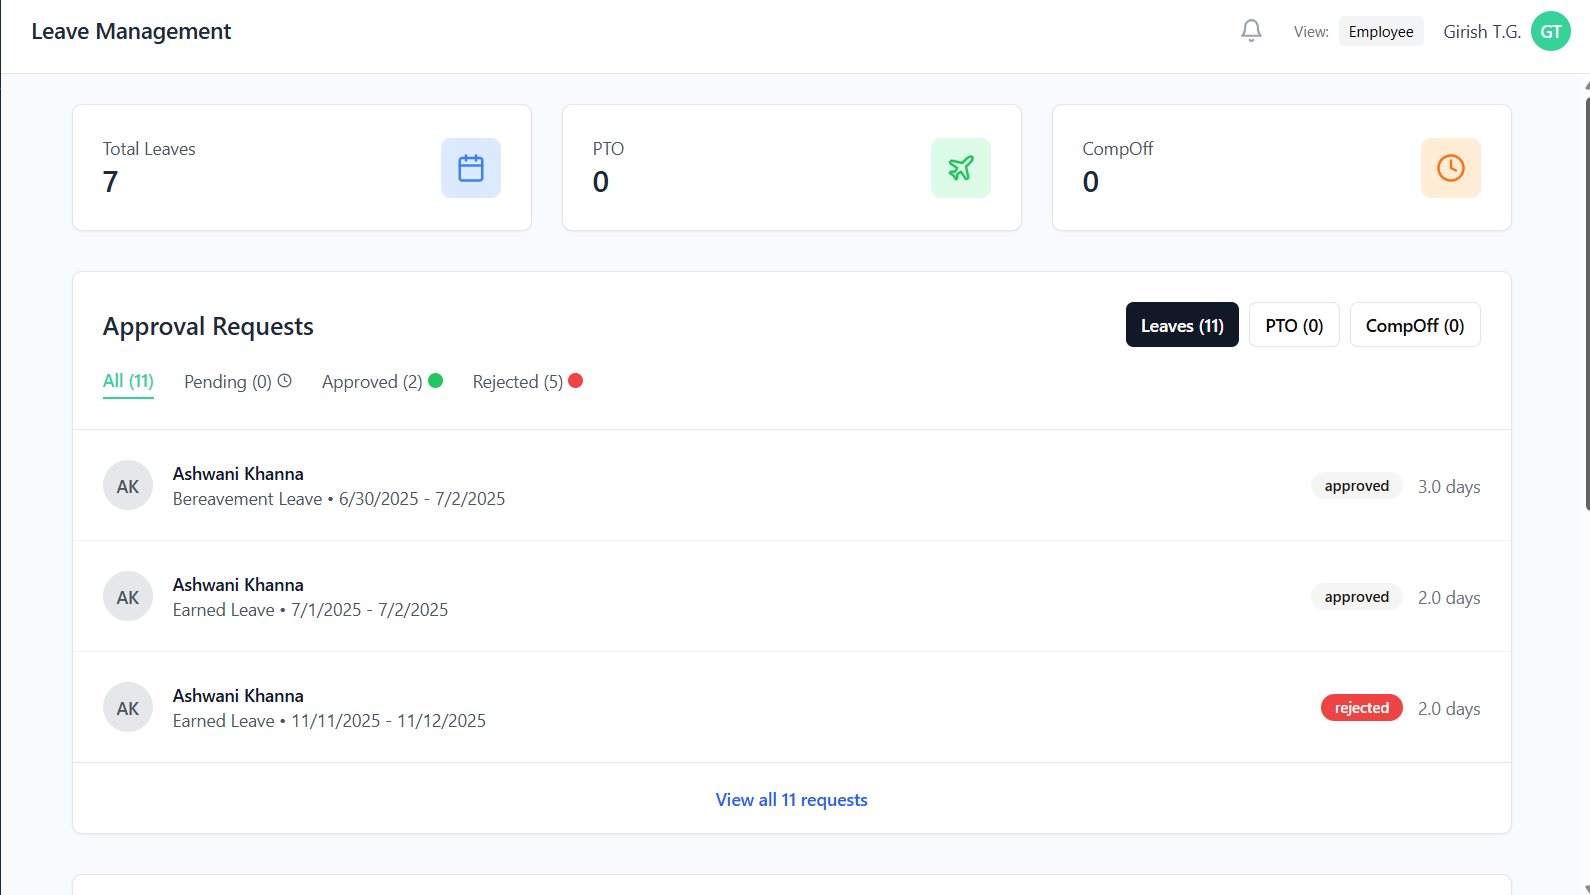 Leave Management
View: Employee Girish T.G. GT
Total Leaves
7
PTO
0
CompOff
0
Approval Requests
Leaves (11) PTO (0) CompOff (0)
All (11) Pending (0) Approved (2) Rejected (5)
AK
Ashwani Khanna
Bereavement Leave • 6/30/2025 - 7/2/2025
approved 3.0 days
AK
Ashwani Khanna
Earned Leave • 7/1/2025 - 7/2/2025
approved 2.0 days
AK
Ashwani Khanna
Earned Leave • 11/11/2025 - 11/12/2025
rejected 2.0 days
View all 11 requests